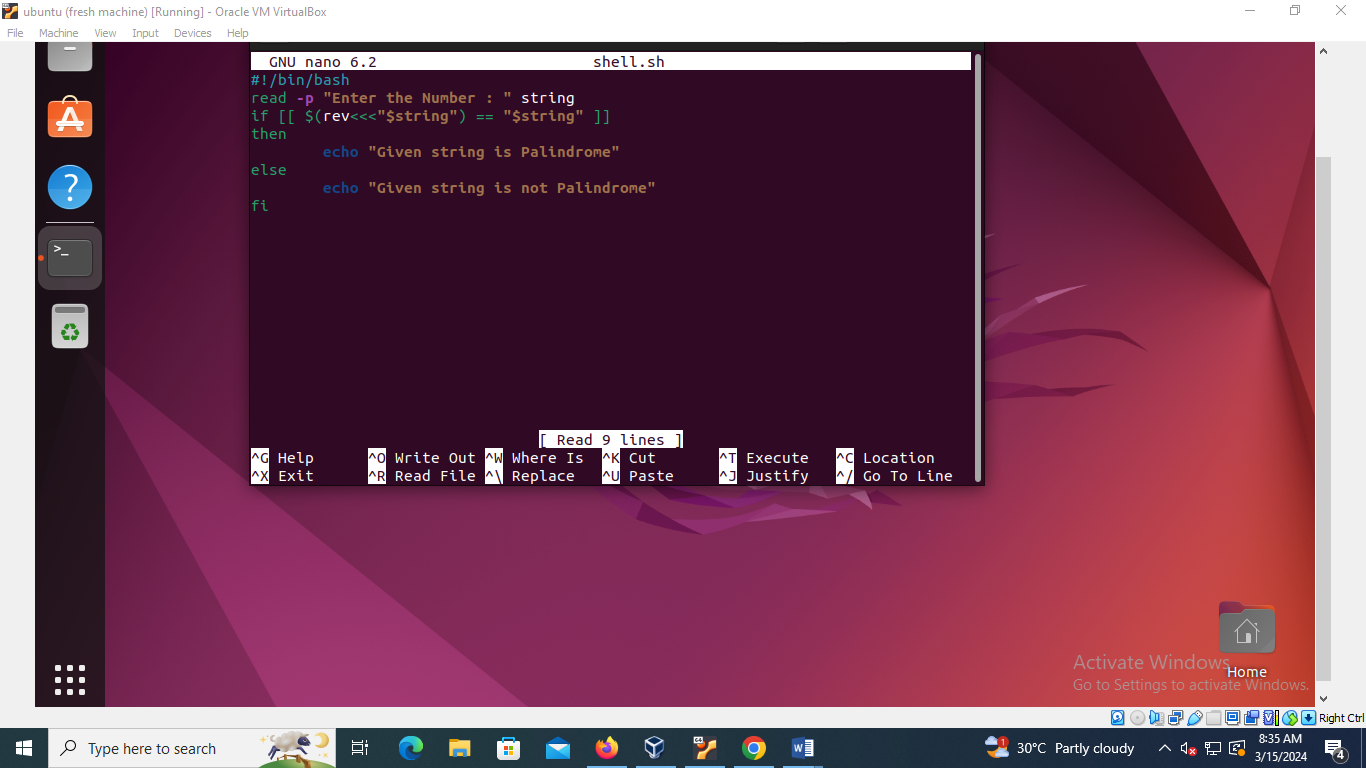 ubuntu (fresh machine) [Running] - Oracle VM VirtualBox
File Machine View Input Devices Help
GNU nano 6.2 shell.sh
#!/bin/bash
read -p "Enter the Number : " string
if [[ $(rev<<<"$string") == "$string" ]]
then
echo "Given string is Palindrome"
else
echo "Given string is not Palindrome"
fi
[ Read 9 lines ]
^G Help ^O Write Out ^W Where Is ^K Cut ^T Execute ^C Location
^X Exit ^R Read File ^\ Replace ^U Paste ^J Justify ^/ Go To Line
Activate Windows
Go to Settings to activate Windows.
Home
Right Ctrl
Type here to search
30°C Partly cloudy
8:35 AM
3/15/2024
4